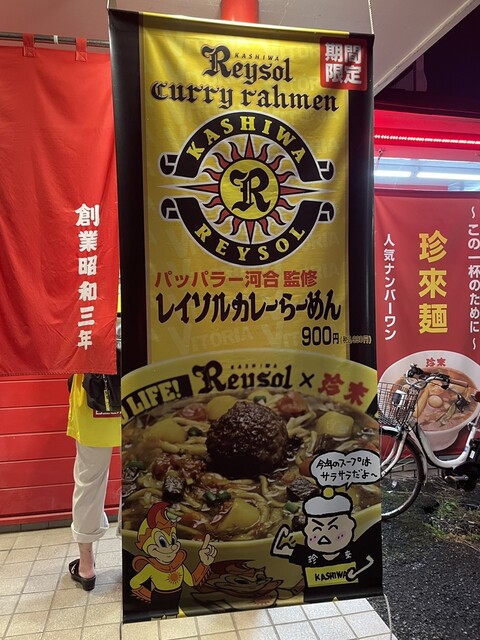 期間
限定
KASHIWA
Reysol
curry rahmen
KASHIWA
R
REYSOL
パッパラー河合 監修
レイソルカレーらーめん
900円
LIFE!
KASHIWA
Reysol × 珍來
今年のスープは
サラサラだよ〜
珍來
KASHIWA
創業昭和三年
〜この一杯のために〜
珍來麺
人気ナンバーワン
珍來